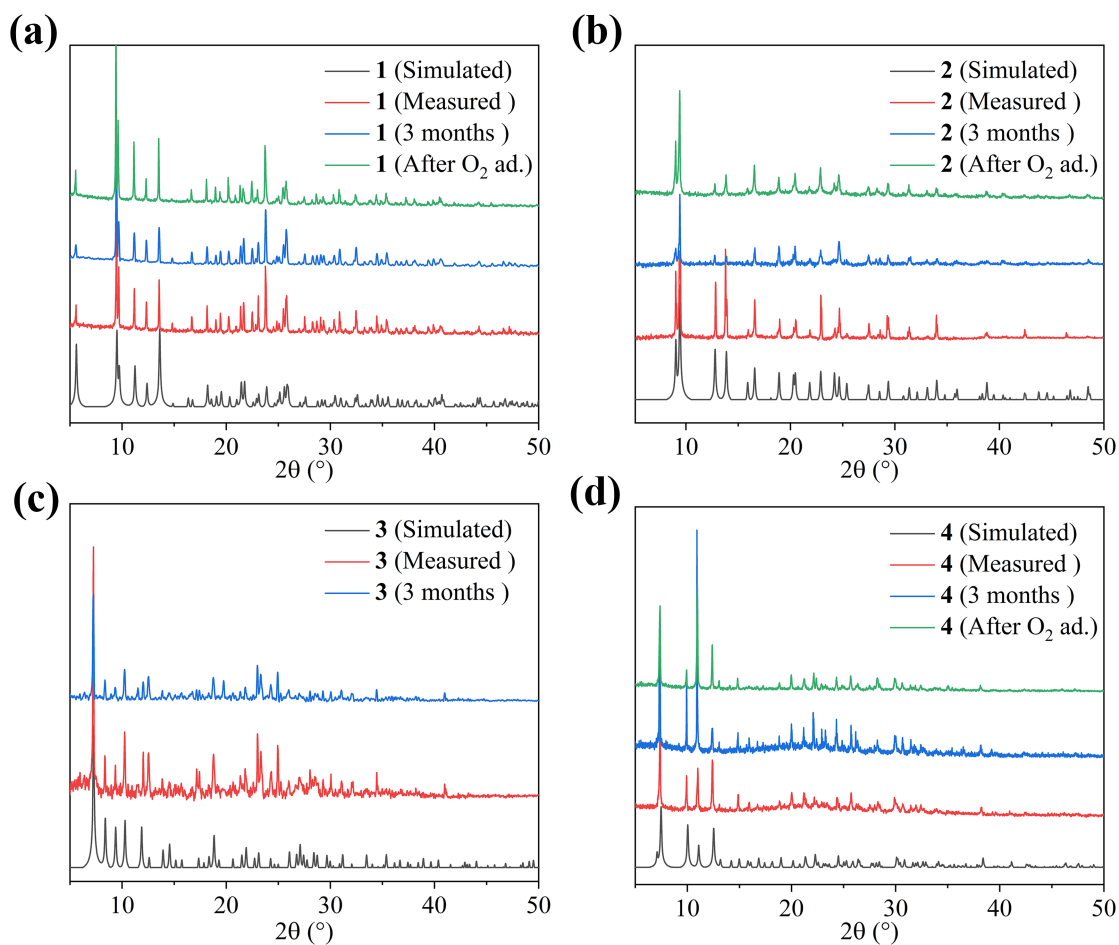 (a)
1 (Simulated)
1 (Measured )
1 (3 months )
1 (After O₂ ad.)
10 20 30 40 50
2θ (°)
(b)
2 (Simulated)
2 (Measured )
2 (3 months )
2 (After O₂ ad.)
10 20 30 40 50
2θ (°)
(c)
3 (Simulated)
3 (Measured )
3 (3 months )
10 20 30 40 50
2θ (°)
(d)
4 (Simulated)
4 (Measured )
4 (3 months )
4 (After O₂ ad.)
10 20 30 40 50
2θ (°)